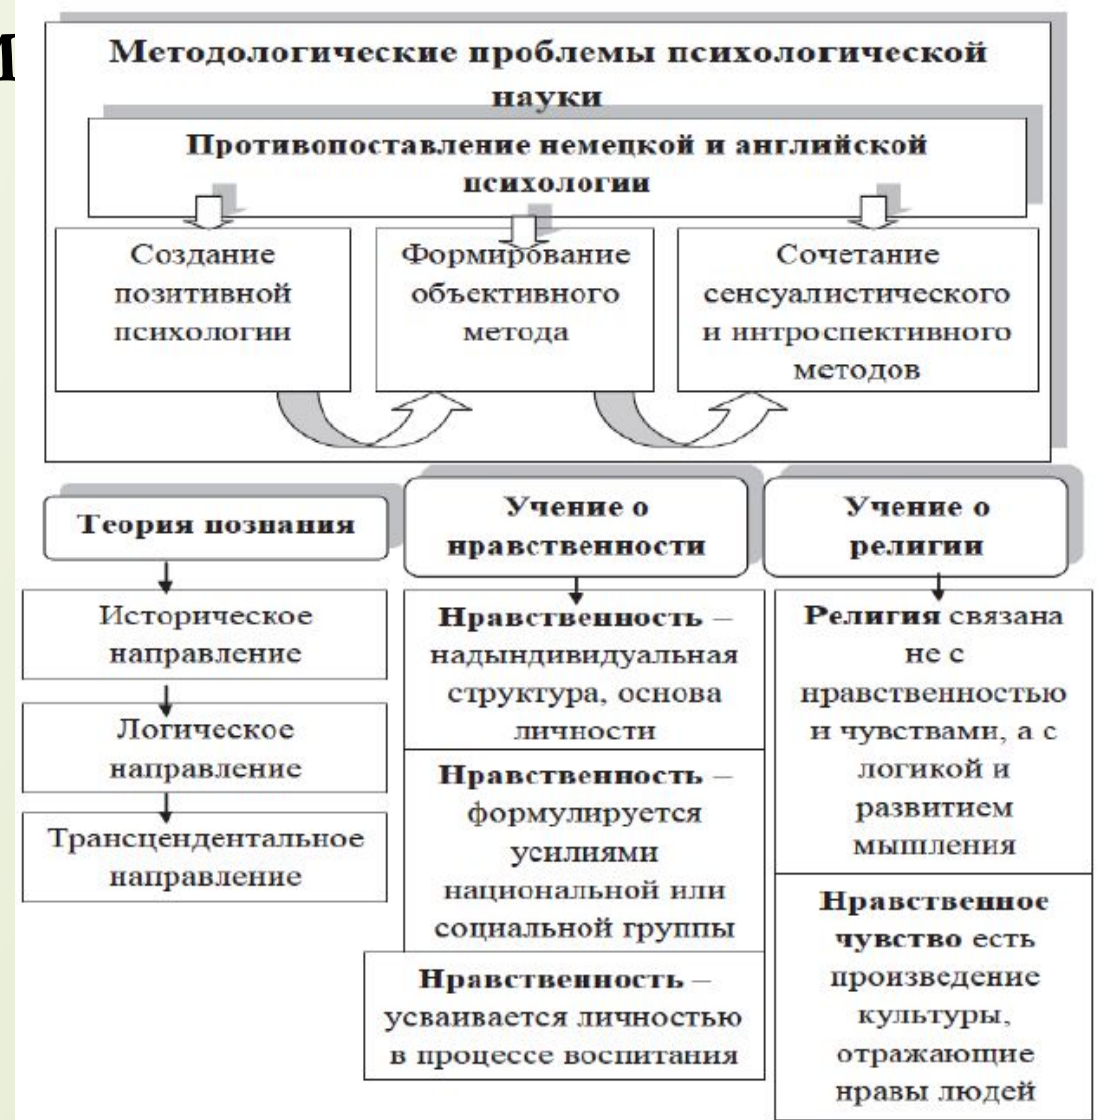 Методологические проблемы психологической
науки
Противопоставление немецкой и английской
психологии
Создание
позитивной
психологии
Формирование
объективного
метода
Сочетание
сенсуалистического
и интроспективного
методов
Теория познания
Историческое
направление
Логическое
направление
Трансцендентальное
направление
Учение о
нравственности
Нравственность –
надындивидуальная
структура, основа
личности
Нравственность –
формулируется
усилиями
национальной или
социальной группы
Нравственность –
усваивается личностью
в процессе воспитания
Учение о
религии
Религия связана
не с
нравственностью
и чувствами, а с
логикой и
развитием
мышления
Нравственное
чувство есть
произведение
культуры,
отражающие
нравы людей